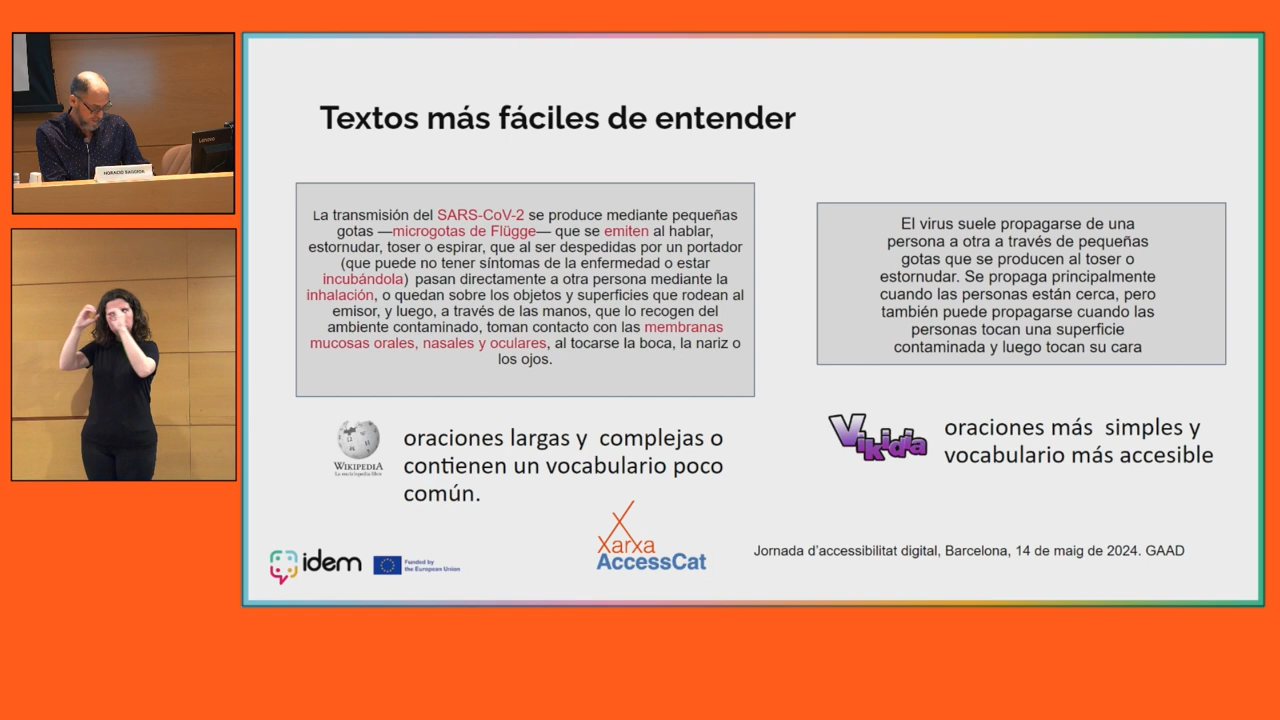 Lenovo
HORACIO SAGGION
Textos más fáciles de entender
La transmisión del SARS-CoV-2 se produce mediante pequeñas
gotas —microgotas de Flügge— que se emiten al hablar,
estornudar, toser o espirar, que al ser despedidas por un portador
(que puede no tener síntomas de la enfermedad o estar
incubándola) pasan directamente a otra persona mediante la
inhalación, o quedan sobre los objetos y superficies que rodean al
emisor, y luego, a través de las manos, que lo recogen del
ambiente contaminado, toman contacto con las membranas
mucosas orales, nasales y oculares, al tocarse la boca, la nariz o
los ojos.
El virus suele propagarse de una
persona a otra a través de pequeñas
gotas que se producen al toser o
estornudar. Se propaga principalmente
cuando las personas están cerca, pero
también puede propagarse cuando las
personas tocan una superficie
contaminada y luego tocan su cara
WIKIPEDIA
La enciclopedia libre
oraciones largas y complejas o
contienen un vocabulario poco
común.
Vikidia
oraciones más simples y
vocabulario más accesible
idem
Funded by
the European Union
Xarxa
AccessCat
Jornada d'accessibilitat digital, Barcelona, 14 de maig de 2024. GAAD